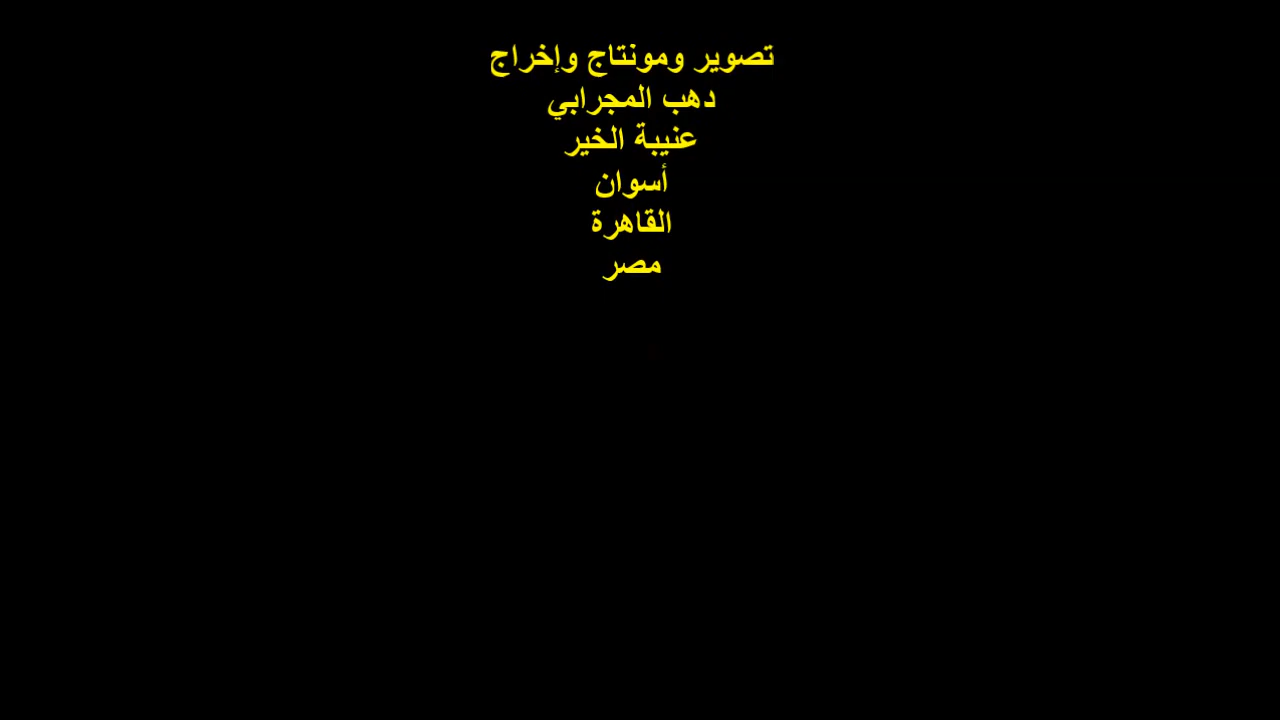 تصوير ومونتاج وإخراج
دهب المجرابي
عنيبة الخير
أسوان
القاهرة
مصر